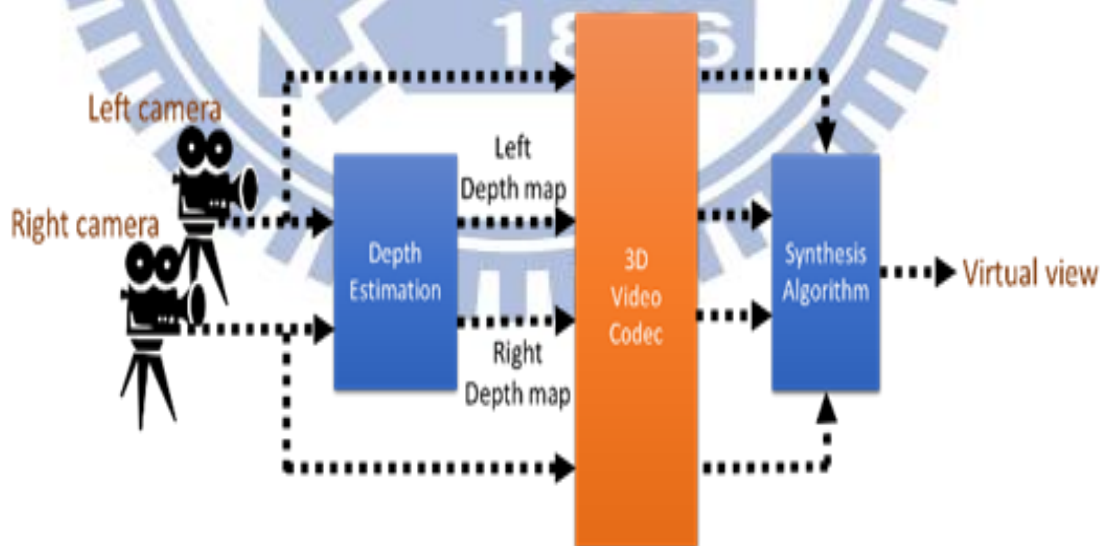 Left camera
Right camera
Depth
Estimation
Left
Depth map
Right
Depth map
3D
Video
Codec
Synthesis
Algorithm
Virtual view